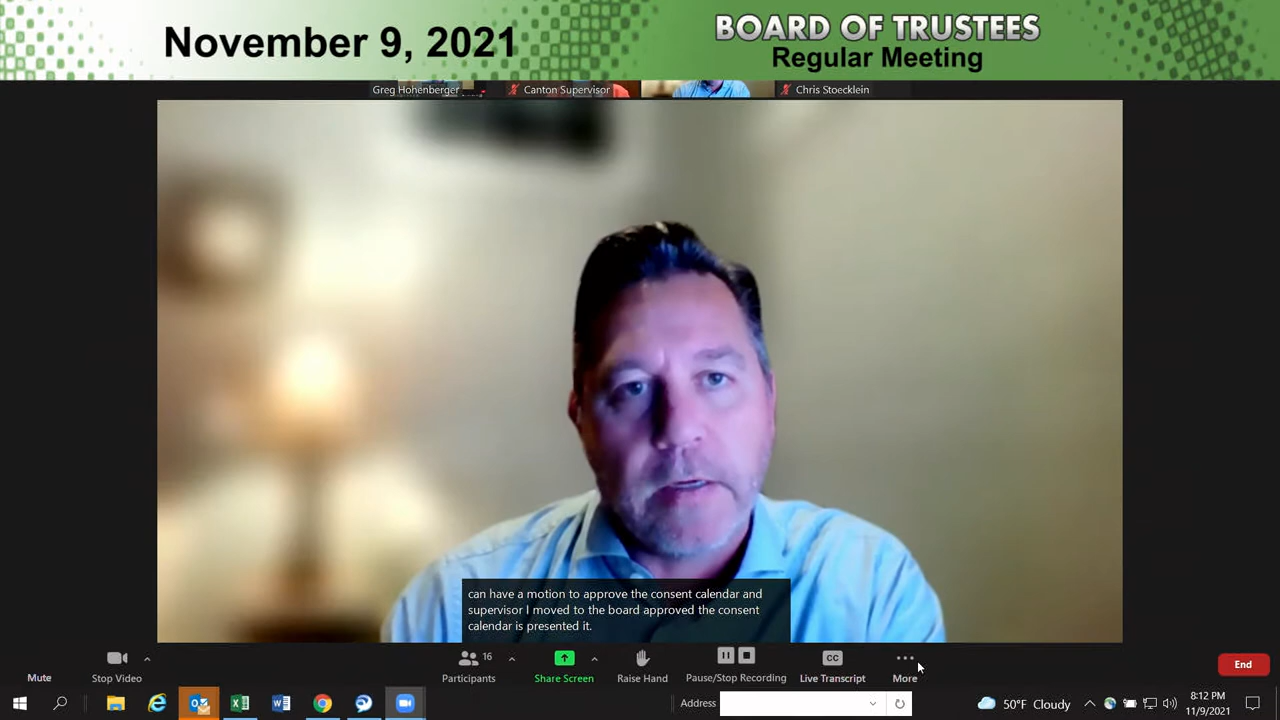 November 9, 2021
BOARD OF TRUSTEES
Regular Meeting
Greg Hohenberger
Canton Supervisor
Chris Stoecklein
can have a motion to approve the consent calendar and
supervisor I moved to the board approved the consent
calendar is presented it.
16
CC
Mute
Stop Video
Participants
Share Screen
Raise Hand
Pause/Stop Recording
Live Transcript
More
End
Address
50°F Cloudy
8:12 PM
11/9/2021